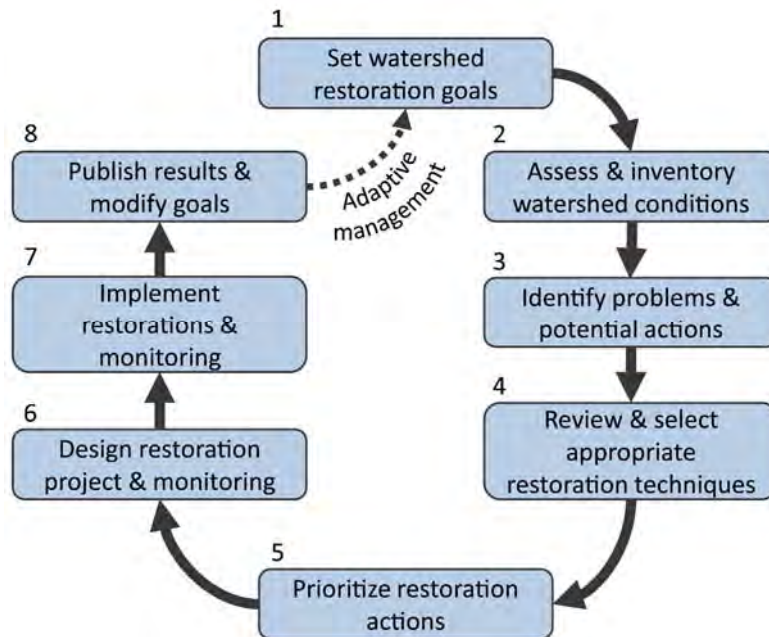 1
Set watershed
restoration goals
2
Assess & inventory
watershed conditions
3
Identify problems &
potential actions
4
Review & select
appropriate
restoration techniques
5
Prioritize restoration
actions
6
Design restoration
project & monitoring
7
Implement
restorations &
monitoring
8
Publish results &
modify goals
Adaptive
management